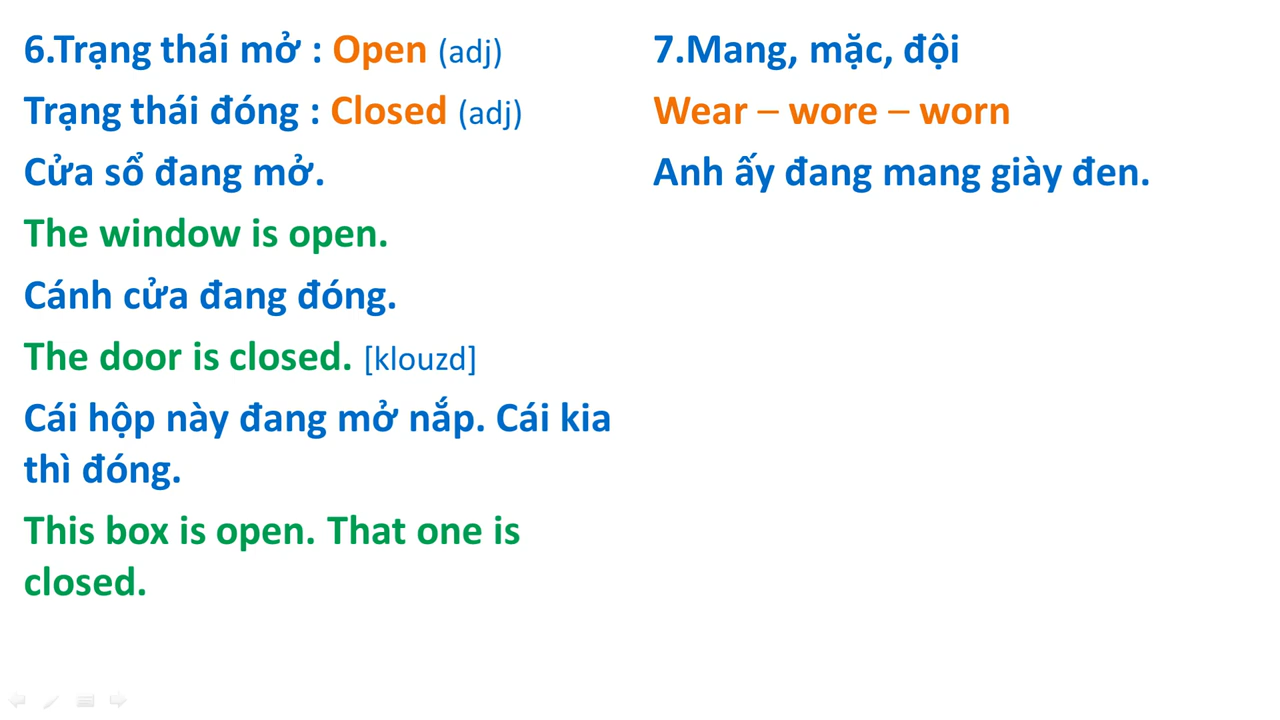 6.Trạng thái mở : Open (adj)
Trạng thái đóng : Closed (adj)
Cửa sổ đang mở.
The window is open.
Cánh cửa đang đóng.
The door is closed. [klouzd]
Cái hộp này đang mở nắp. Cái kia
thì đóng.
This box is open. That one is
closed.
7.Mang, mặc, đội
Wear – wore – worn
Anh ấy đang mang giày đen.